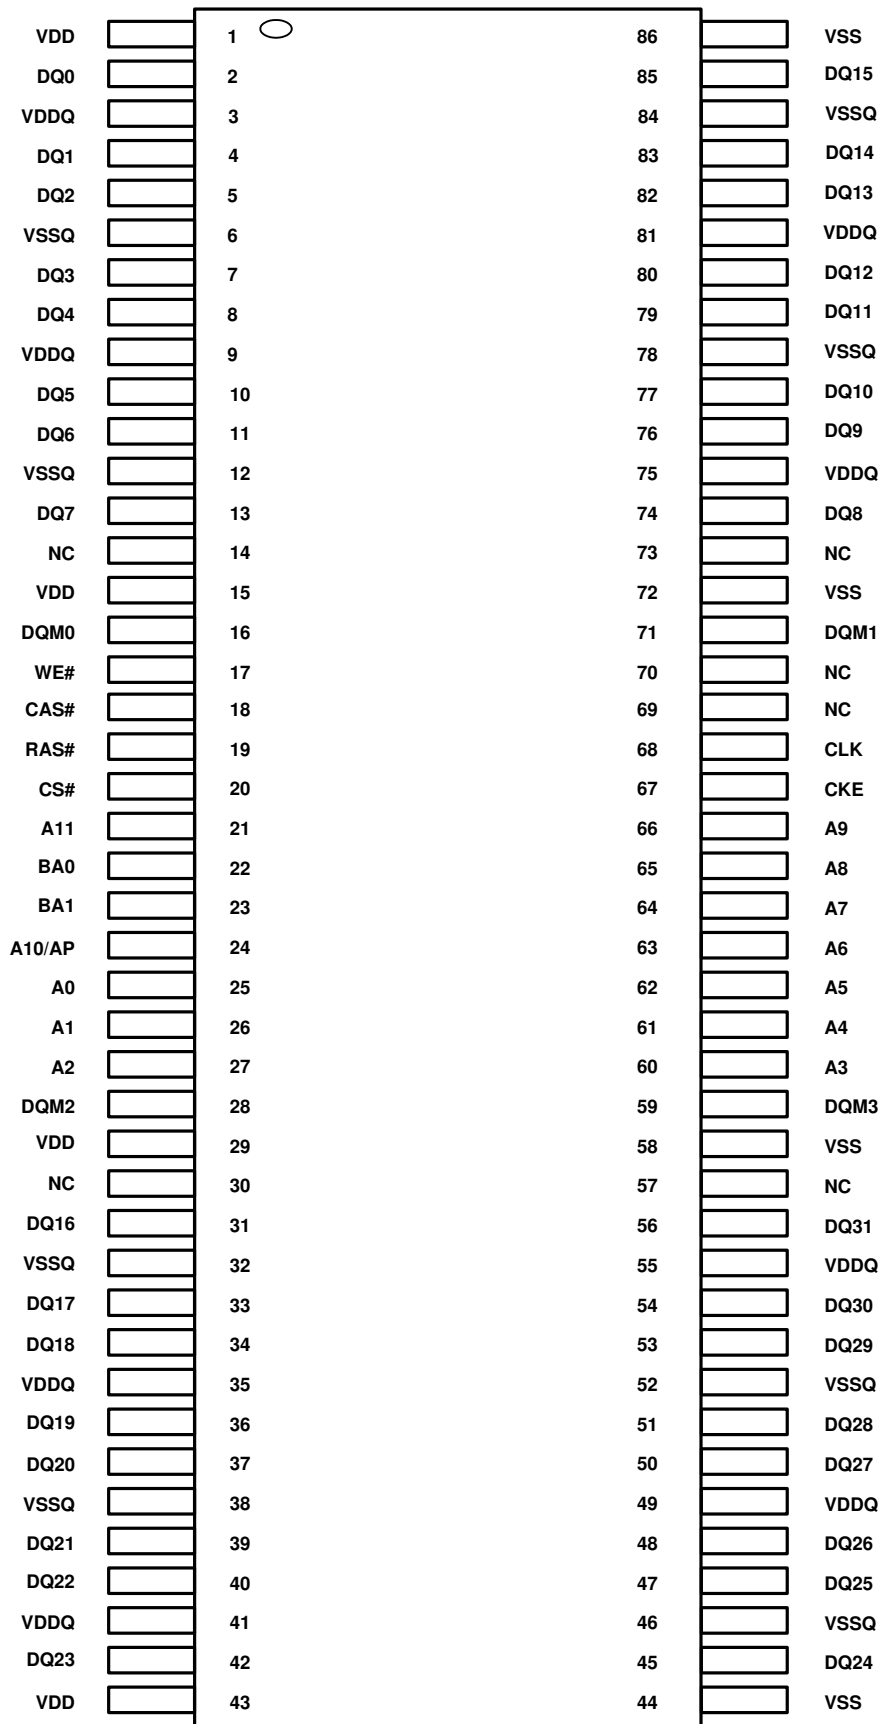 VDD 1 86 VSS
DQ0 2 85 DQ15
VDDQ 3 84 VSSQ
DQ1 4 83 DQ14
DQ2 5 82 DQ13
VSSQ 6 81 VDDQ
DQ3 7 80 DQ12
DQ4 8 79 DQ11
VDDQ 9 78 VSSQ
DQ5 10 77 DQ10
DQ6 11 76 DQ9
VSSQ 12 75 VDDQ
DQ7 13 74 DQ8
NC 14 73 NC
VDD 15 72 VSS
DQM0 16 71 DQM1
WE# 17 70 NC
CAS# 18 69 NC
RAS# 19 68 CLK
CS# 20 67 CKE
A11 21 66 A9
BA0 22 65 A8
BA1 23 64 A7
A10/AP 24 63 A6
A0 25 62 A5
A1 26 61 A4
A2 27 60 A3
DQM2 28 59 DQM3
VDD 29 58 VSS
NC 30 57 NC
DQ16 31 56 DQ31
VSSQ 32 55 VDDQ
DQ17 33 54 DQ30
DQ18 34 53 DQ29
VDDQ 35 52 VSSQ
DQ19 36 51 DQ28
DQ20 37 50 DQ27
VSSQ 38 49 VDDQ
DQ21 39 48 DQ26
DQ22 40 47 DQ25
VDDQ 41 46 VSSQ
DQ23 42 45 DQ24
VDD 43 44 VSS